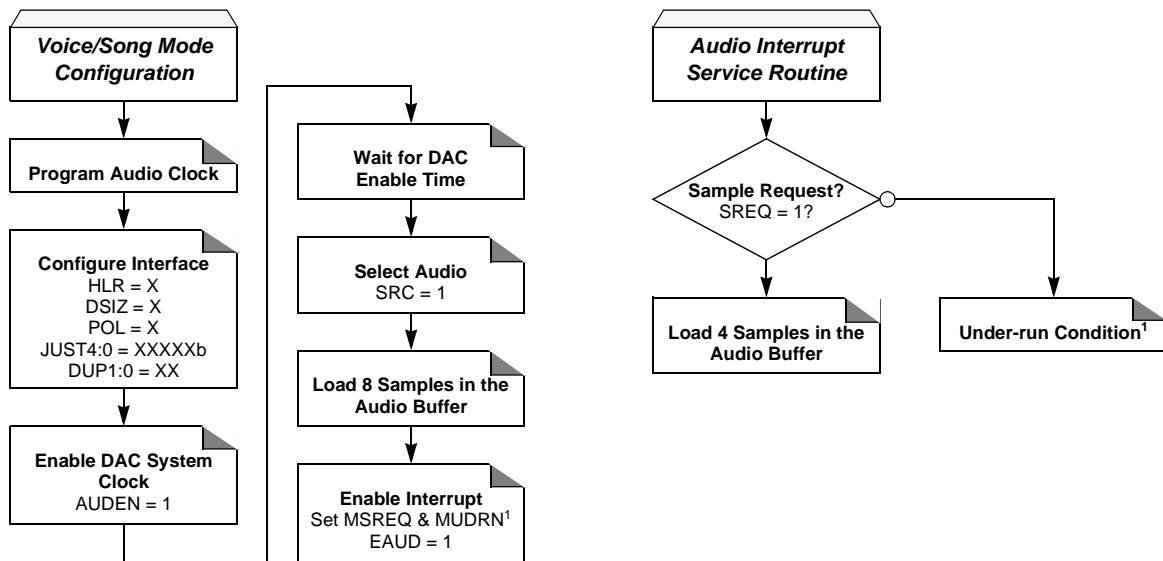 Voice/Song Mode
Configuration
Program Audio Clock
Configure Interface
HLR = X
DSIZ = X
POL = X
JUST4:0 = XXXXXb
DUP1:0 = XX
Enable DAC System
Clock
AUDEN = 1
Wait for DAC
Enable Time
Select Audio
SRC = 1
Load 8 Samples in the
Audio Buffer
Enable Interrupt
Set MSREQ & MUDRN1
EAUD = 1
Audio Interrupt
Service Routine
Sample Request?
SREQ = 1?
Load 4 Samples in the
Audio Buffer
Under-run Condition1